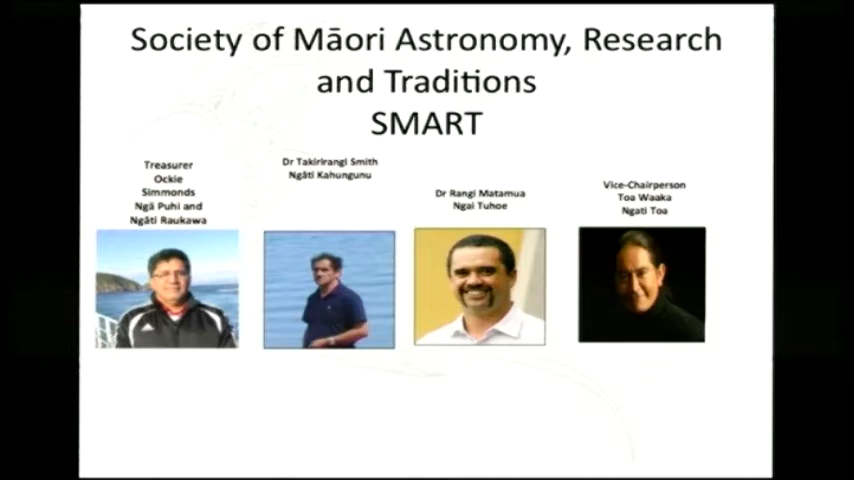 Society of Māori Astronomy, Research
and Traditions
SMART
Treasurer
Ockie
Simmonds
Ngā Puhi and
Ngāti Raukawa
Dr Takirirangi Smith
Ngāti Kahungunu
Dr Rangi Matamua
Ngai Tuhoe
Vice-Chairperson
Toa Waaka
Ngati Toa